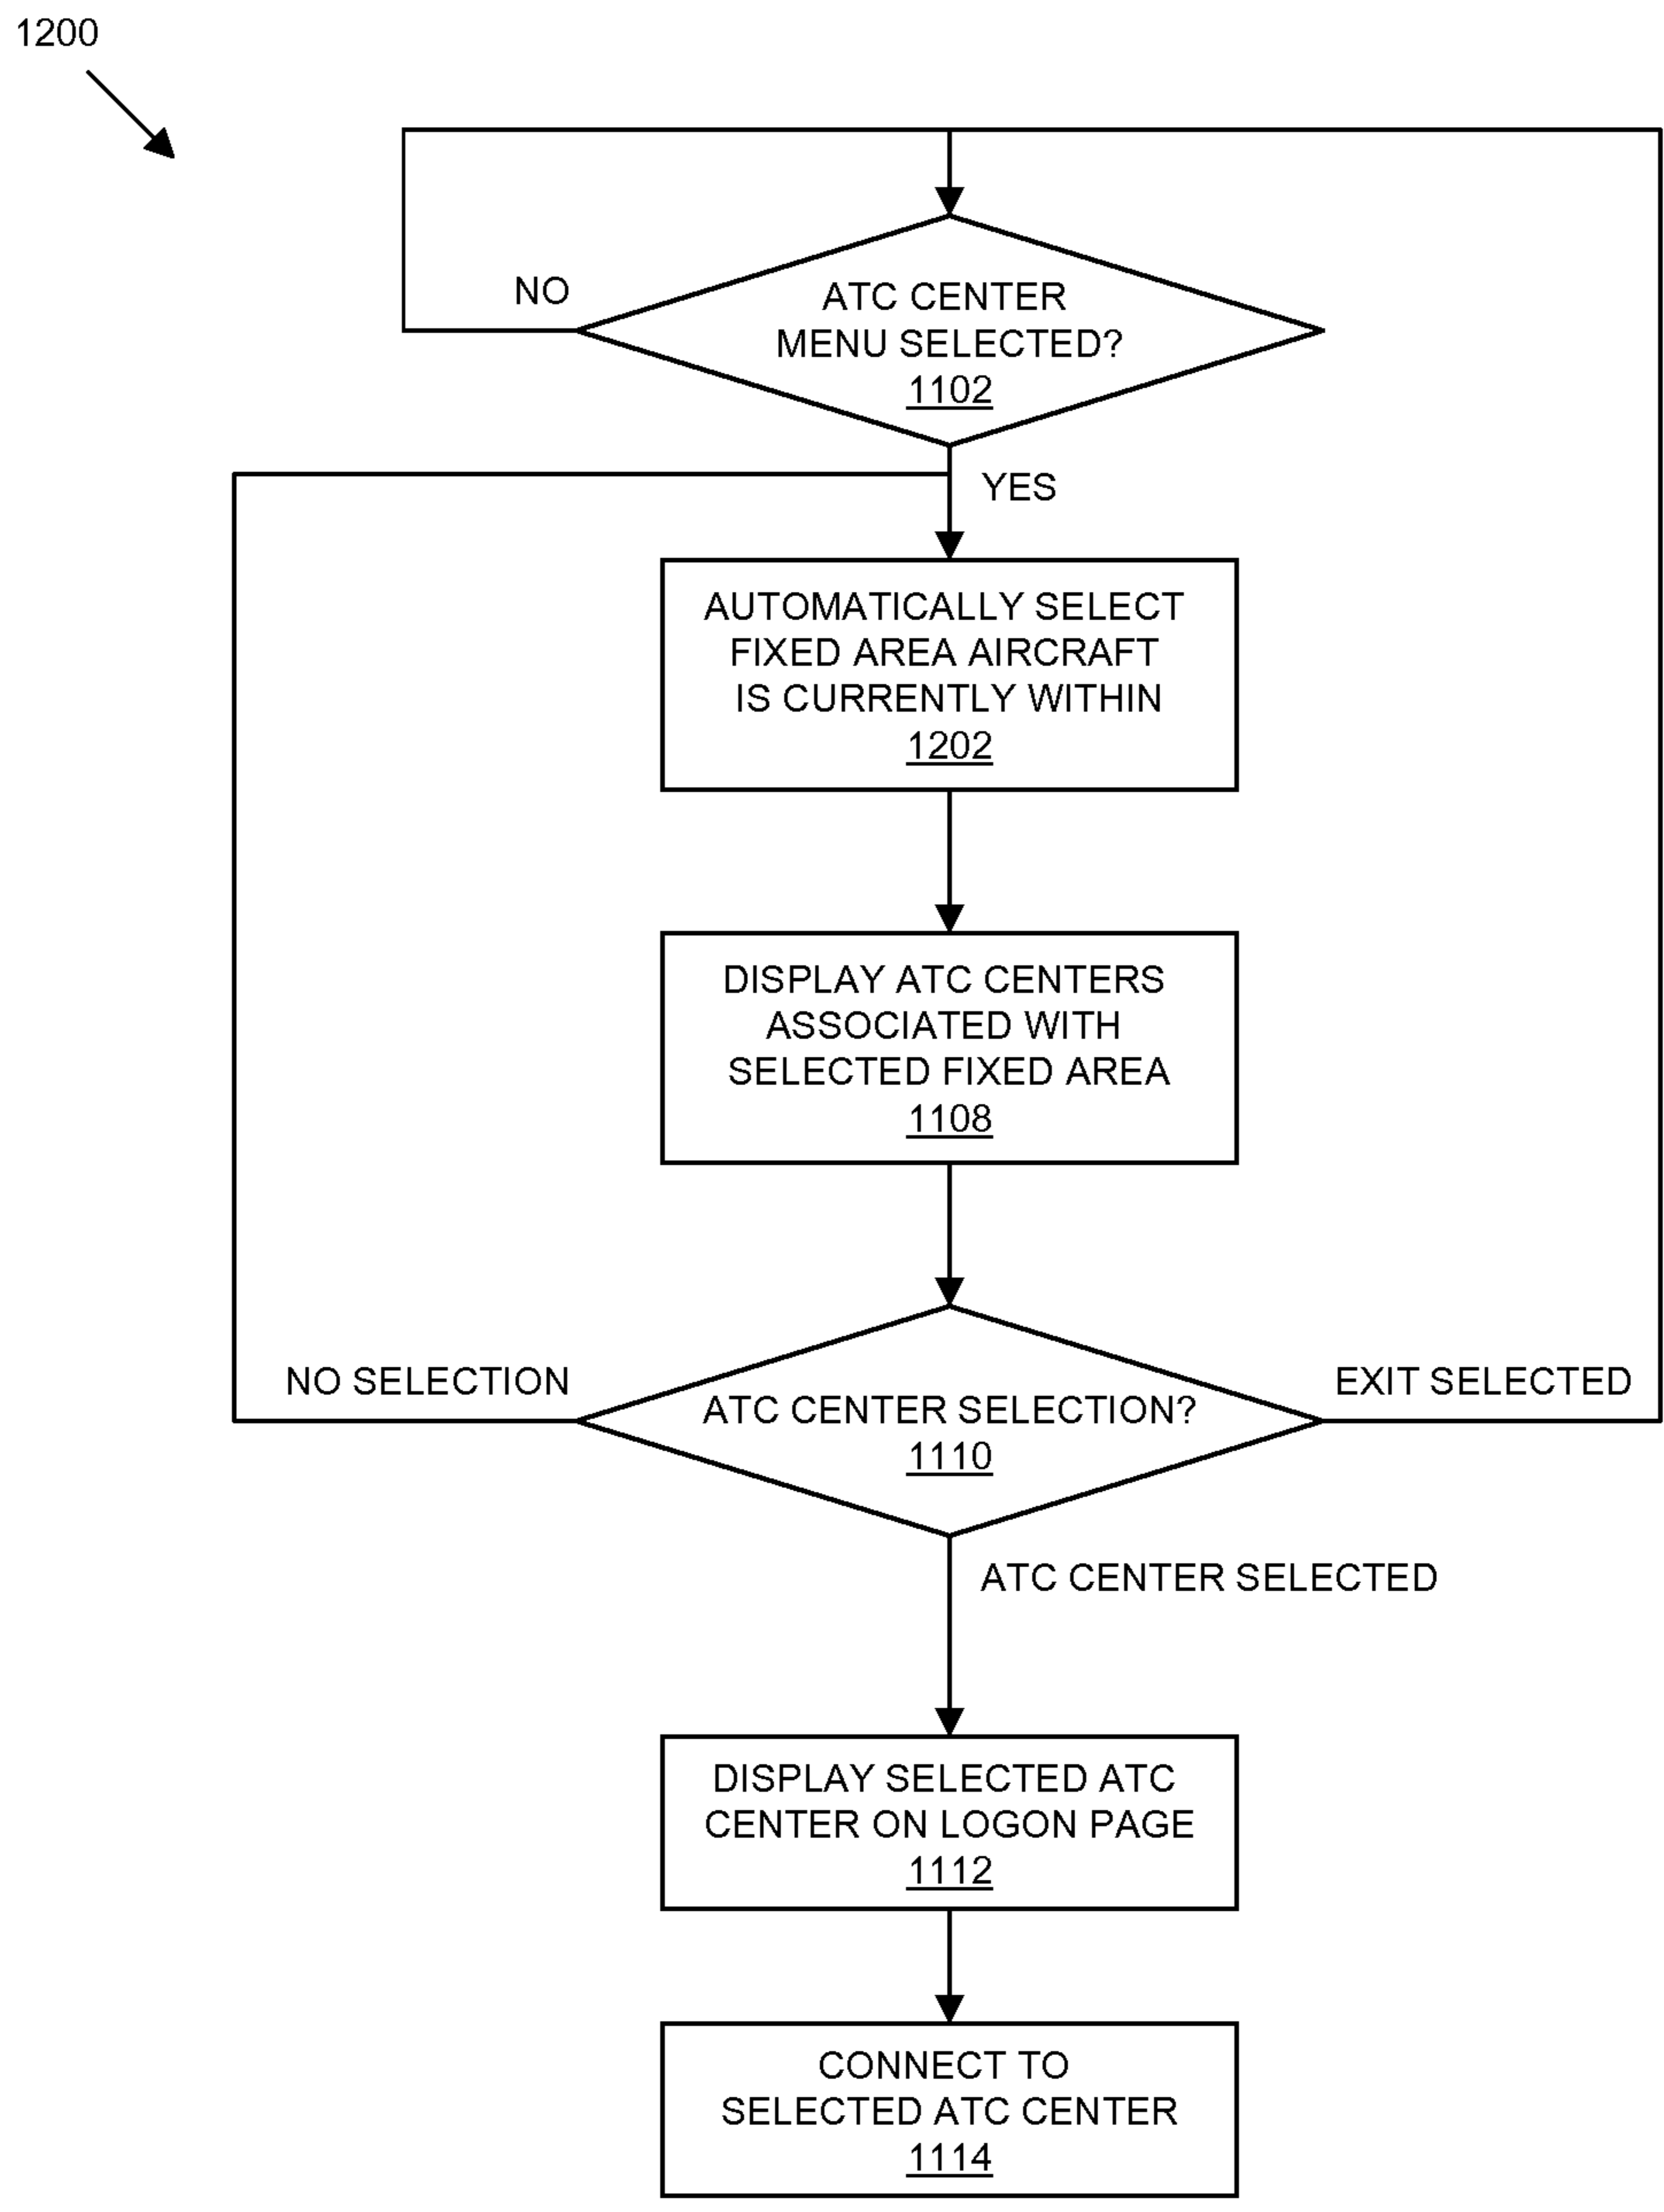 1200
NO
ATC CENTER
MENU SELECTED?
1102
YES
AUTOMATICALLY SELECT
FIXED AREA AIRCRAFT
IS CURRENTLY WITHIN
1202
DISPLAY ATC CENTERS
ASSOCIATED WITH
SELECTED FIXED AREA
1108
NO SELECTION
EXIT SELECTED
ATC CENTER SELECTION?
1110
ATC CENTER SELECTED
DISPLAY SELECTED ATC
CENTER ON LOGON PAGE
1112
CONNECT TO
SELECTED ATC CENTER
1114